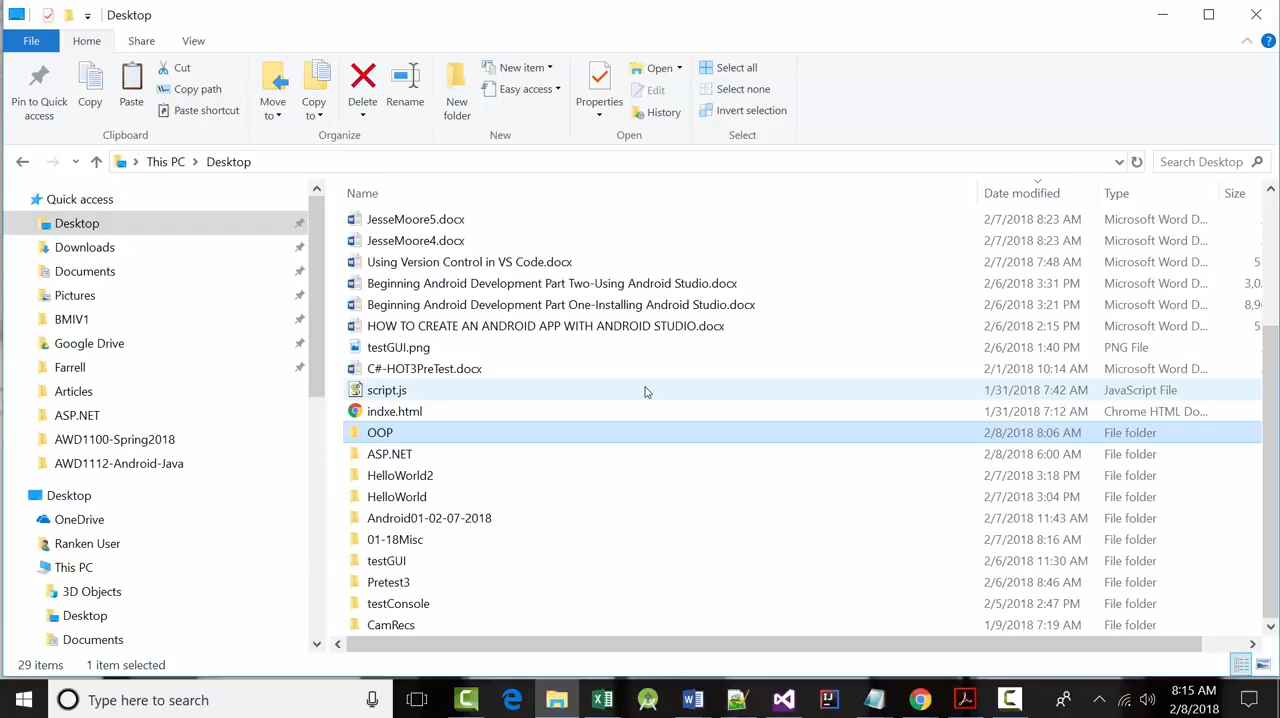 Desktop
File Home Share View
Pin to Quick access
Copy
Paste
Cut
Copy path
Paste shortcut
Clipboard
Move to
Copy to
Delete
Rename
Organize
New folder
New item
Easy access
New
Properties
Open
Edit
History
Open
Select all
Select none
Invert selection
Select
This PC > Desktop
Search Desktop
Quick access
Desktop
Downloads
Documents
Pictures
BMIV1
Google Drive
Farrell
Articles
ASP.NET
AWD1100-Spring2018
AWD1112-Android-Java
Desktop
OneDrive
Ranken User
This PC
3D Objects
Desktop
Documents
Name Date modified Type Size
JesseMoore5.docx 2/7/2018 8:23 AM Microsoft Word D...
JesseMoore4.docx 2/7/2018 8:23 AM Microsoft Word D...
Using Version Control in VS Code.docx 2/7/2018 7:48 AM Microsoft Word D... 5
Beginning Android Development Part Two-Using Android Studio.docx 2/6/2018 3:31 PM Microsoft Word D... 3,0
Beginning Android Development Part One-Installing Android Studio.docx 2/6/2018 3:21 PM Microsoft Word D... 8,9
HOW TO CREATE AN ANDROID APP WITH ANDROID STUDIO.docx 2/6/2018 2:15 PM Microsoft Word D... 5
testGUI.png 2/6/2018 1:40 PM PNG File
C#-HOT3PreTest.docx 2/1/2018 10:14 AM Microsoft Word D...
script.js 1/31/2018 7:42 AM JavaScript File
indxe.html 1/31/2018 7:12 AM Chrome HTML Do...
OOP 2/8/2018 8:06 AM File folder
ASP.NET 2/8/2018 6:00 AM File folder
HelloWorld2 2/7/2018 3:18 PM File folder
HelloWorld 2/7/2018 3:04 PM File folder
Android01-02-07-2018 2/7/2018 11:43 AM File folder
01-18Misc 2/7/2018 8:16 AM File folder
testGUI 2/6/2018 11:30 AM File folder
Pretest3 2/6/2018 8:46 AM File folder
testConsole 2/5/2018 2:47 PM File folder
CamRecs 1/9/2018 7:19 AM File folder
29 items 1 item selected
Type here to search
8:15 AM
2/8/2018